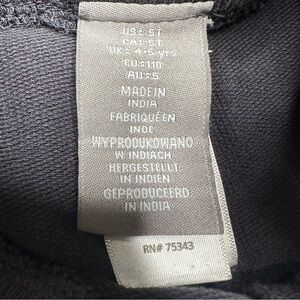 US: 5T
CA: 5T
UK: 4-5 yrs
EU: 110
AU: 5
MADE IN
INDIA
FABRIQUÉ EN
INDE
WYPRODUKOWANO
W INDIACH
HERGESTELLT
IN INDIEN
GEPRODUCEERD
IN INDIA
RN# 75343